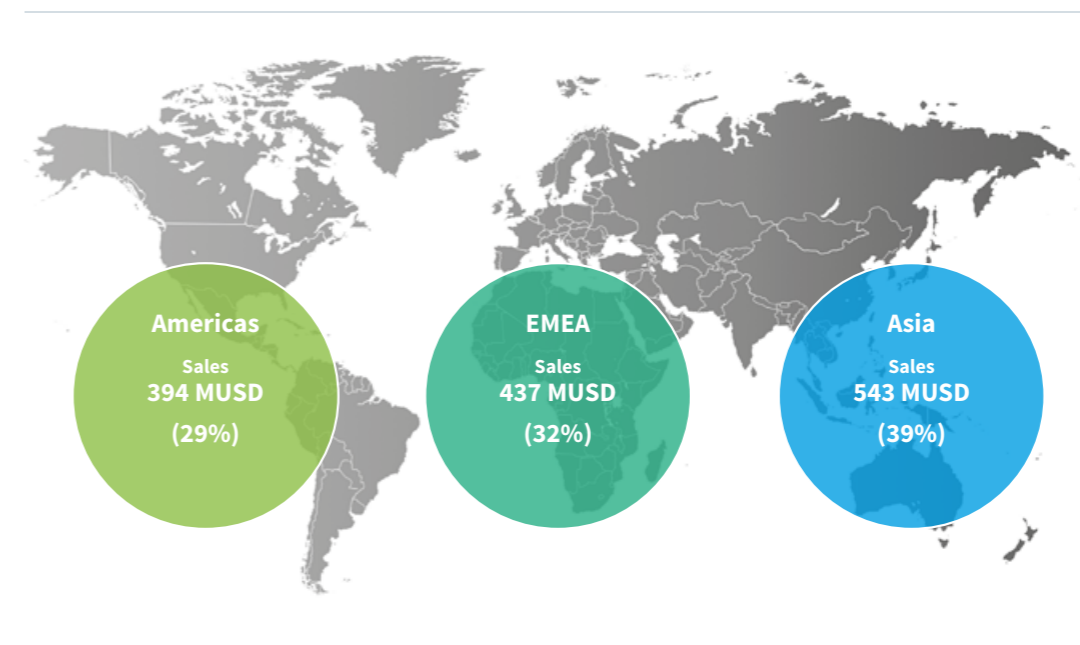 Americas
Sales
394 MUSD
(29%)
EMEA
Sales
437 MUSD
(32%)
Asia
Sales
543 MUSD
(39%)